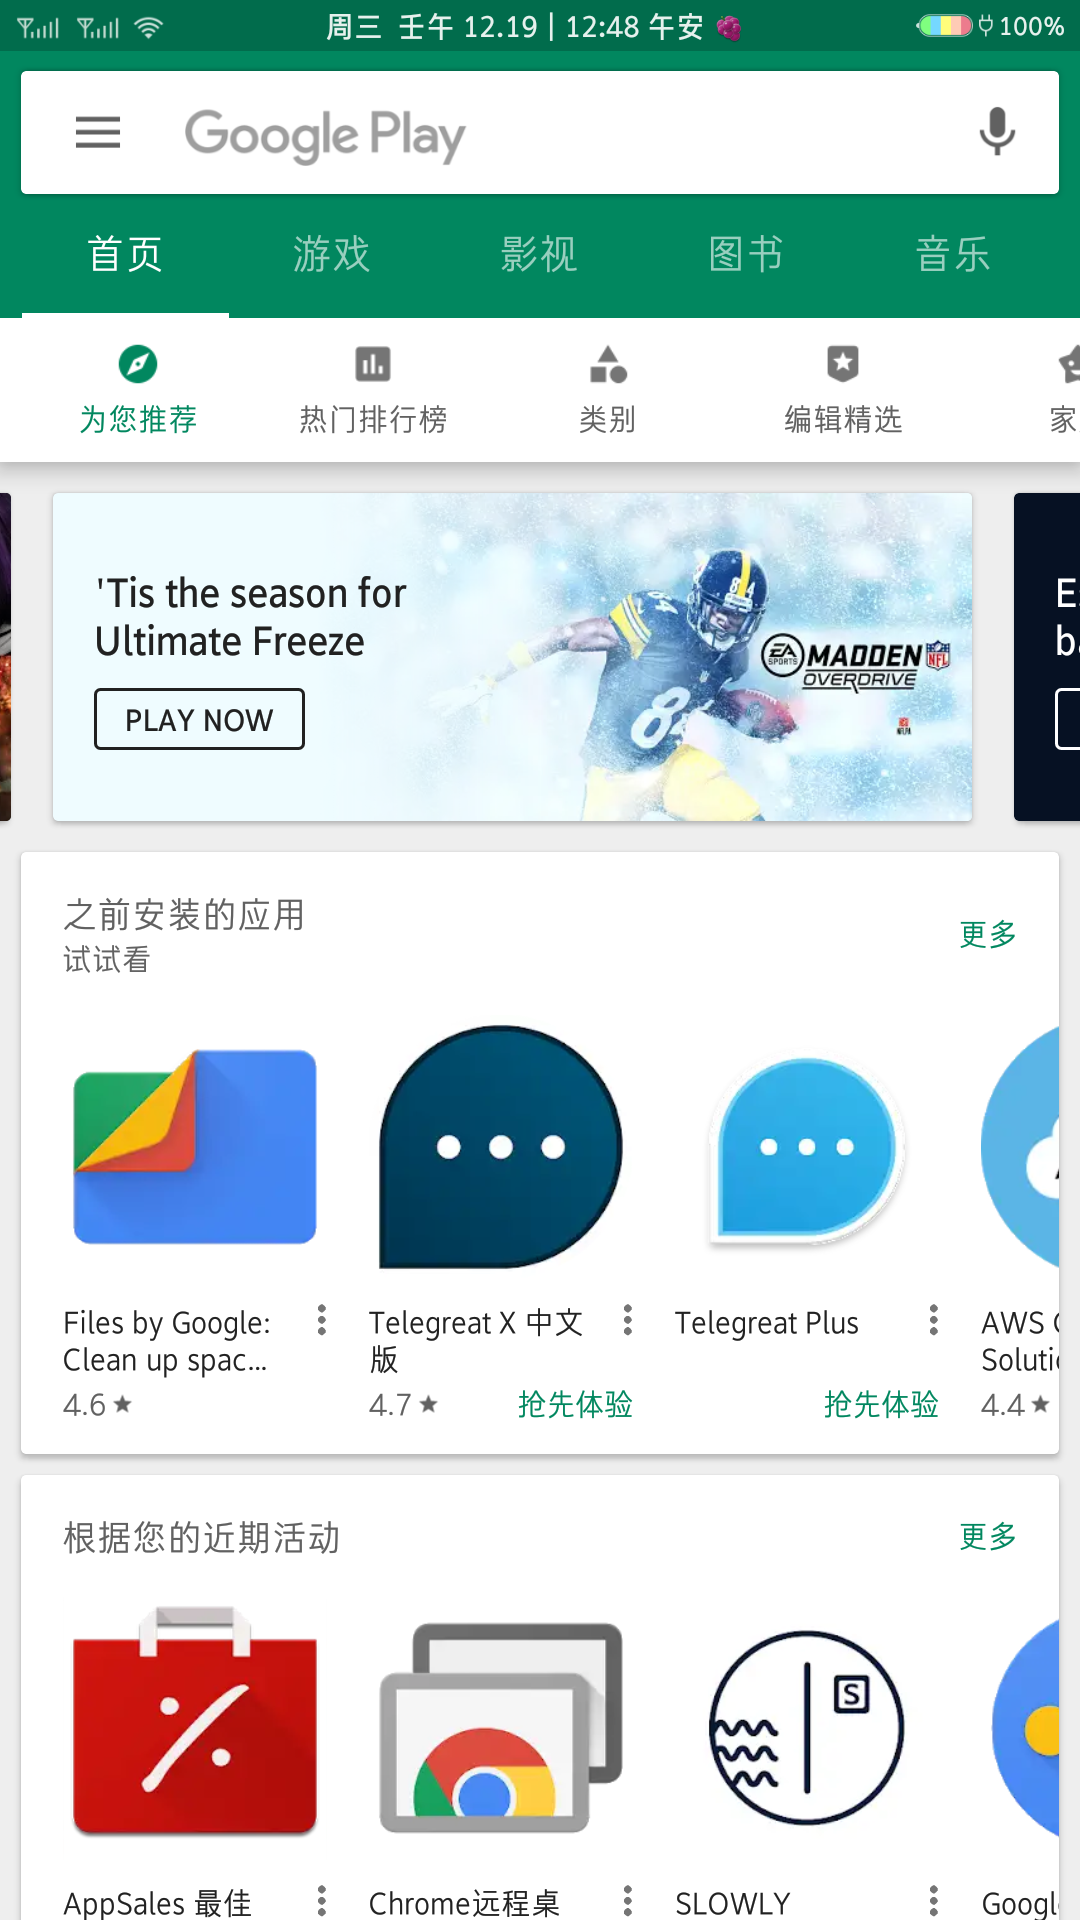 周三 壬午 12.19 | 12:48 午安
100%
Google Play
首页 游戏 影视 图书 音乐
为您推荐 热门排行榜 类别 编辑精选 家
'Tis the season for
Ultimate Freeze
PLAY NOW
EA
SPORTS
MADDEN
OVERDRIVE
NFL
84
之前安装的应用
试试看
更多
Files by Google:
Clean up spac...
4.6
Telegreat X 中文
版
4.7 抢先体验
Telegreat Plus
抢先体验
AWS
Soluti
4.4
根据您的近期活动
更多
S
AppSales 最佳
Chrome远程桌
SLOWLY
Googl